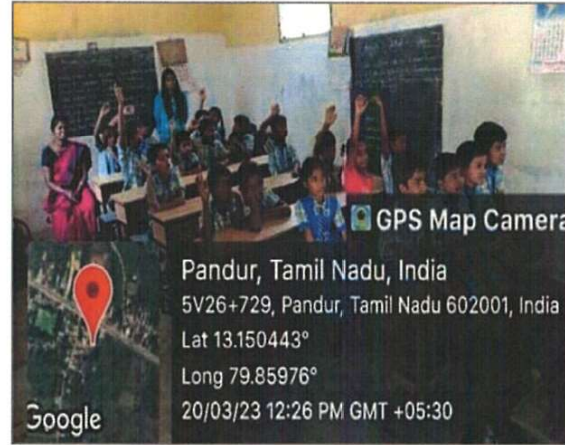 GPS Map Camera
Pandur, Tamil Nadu, India
5V26+729, Pandur, Tamil Nadu 602001, India
Lat 13.150443°
Long 79.85976°
20/03/23 12:26 PM GMT +05:30
Google